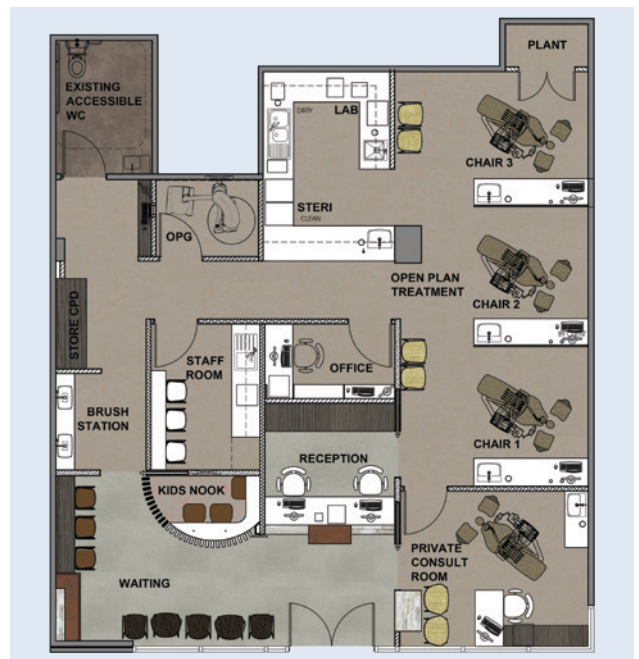 PLANT
EXISTING
ACCESSIBLE
WC
DIRTY
LAB
CHAIR 3
STERI
CLEAN
OPG
OPEN PLAN
TREATMENT
CHAIR 2
STORE CPD
STAFF
ROOM
OFFICE
BRUSH
STATION
CHAIR 1
RECEPTION
KIDS NOOK
PRIVATE
CONSULT
ROOM
WAITING